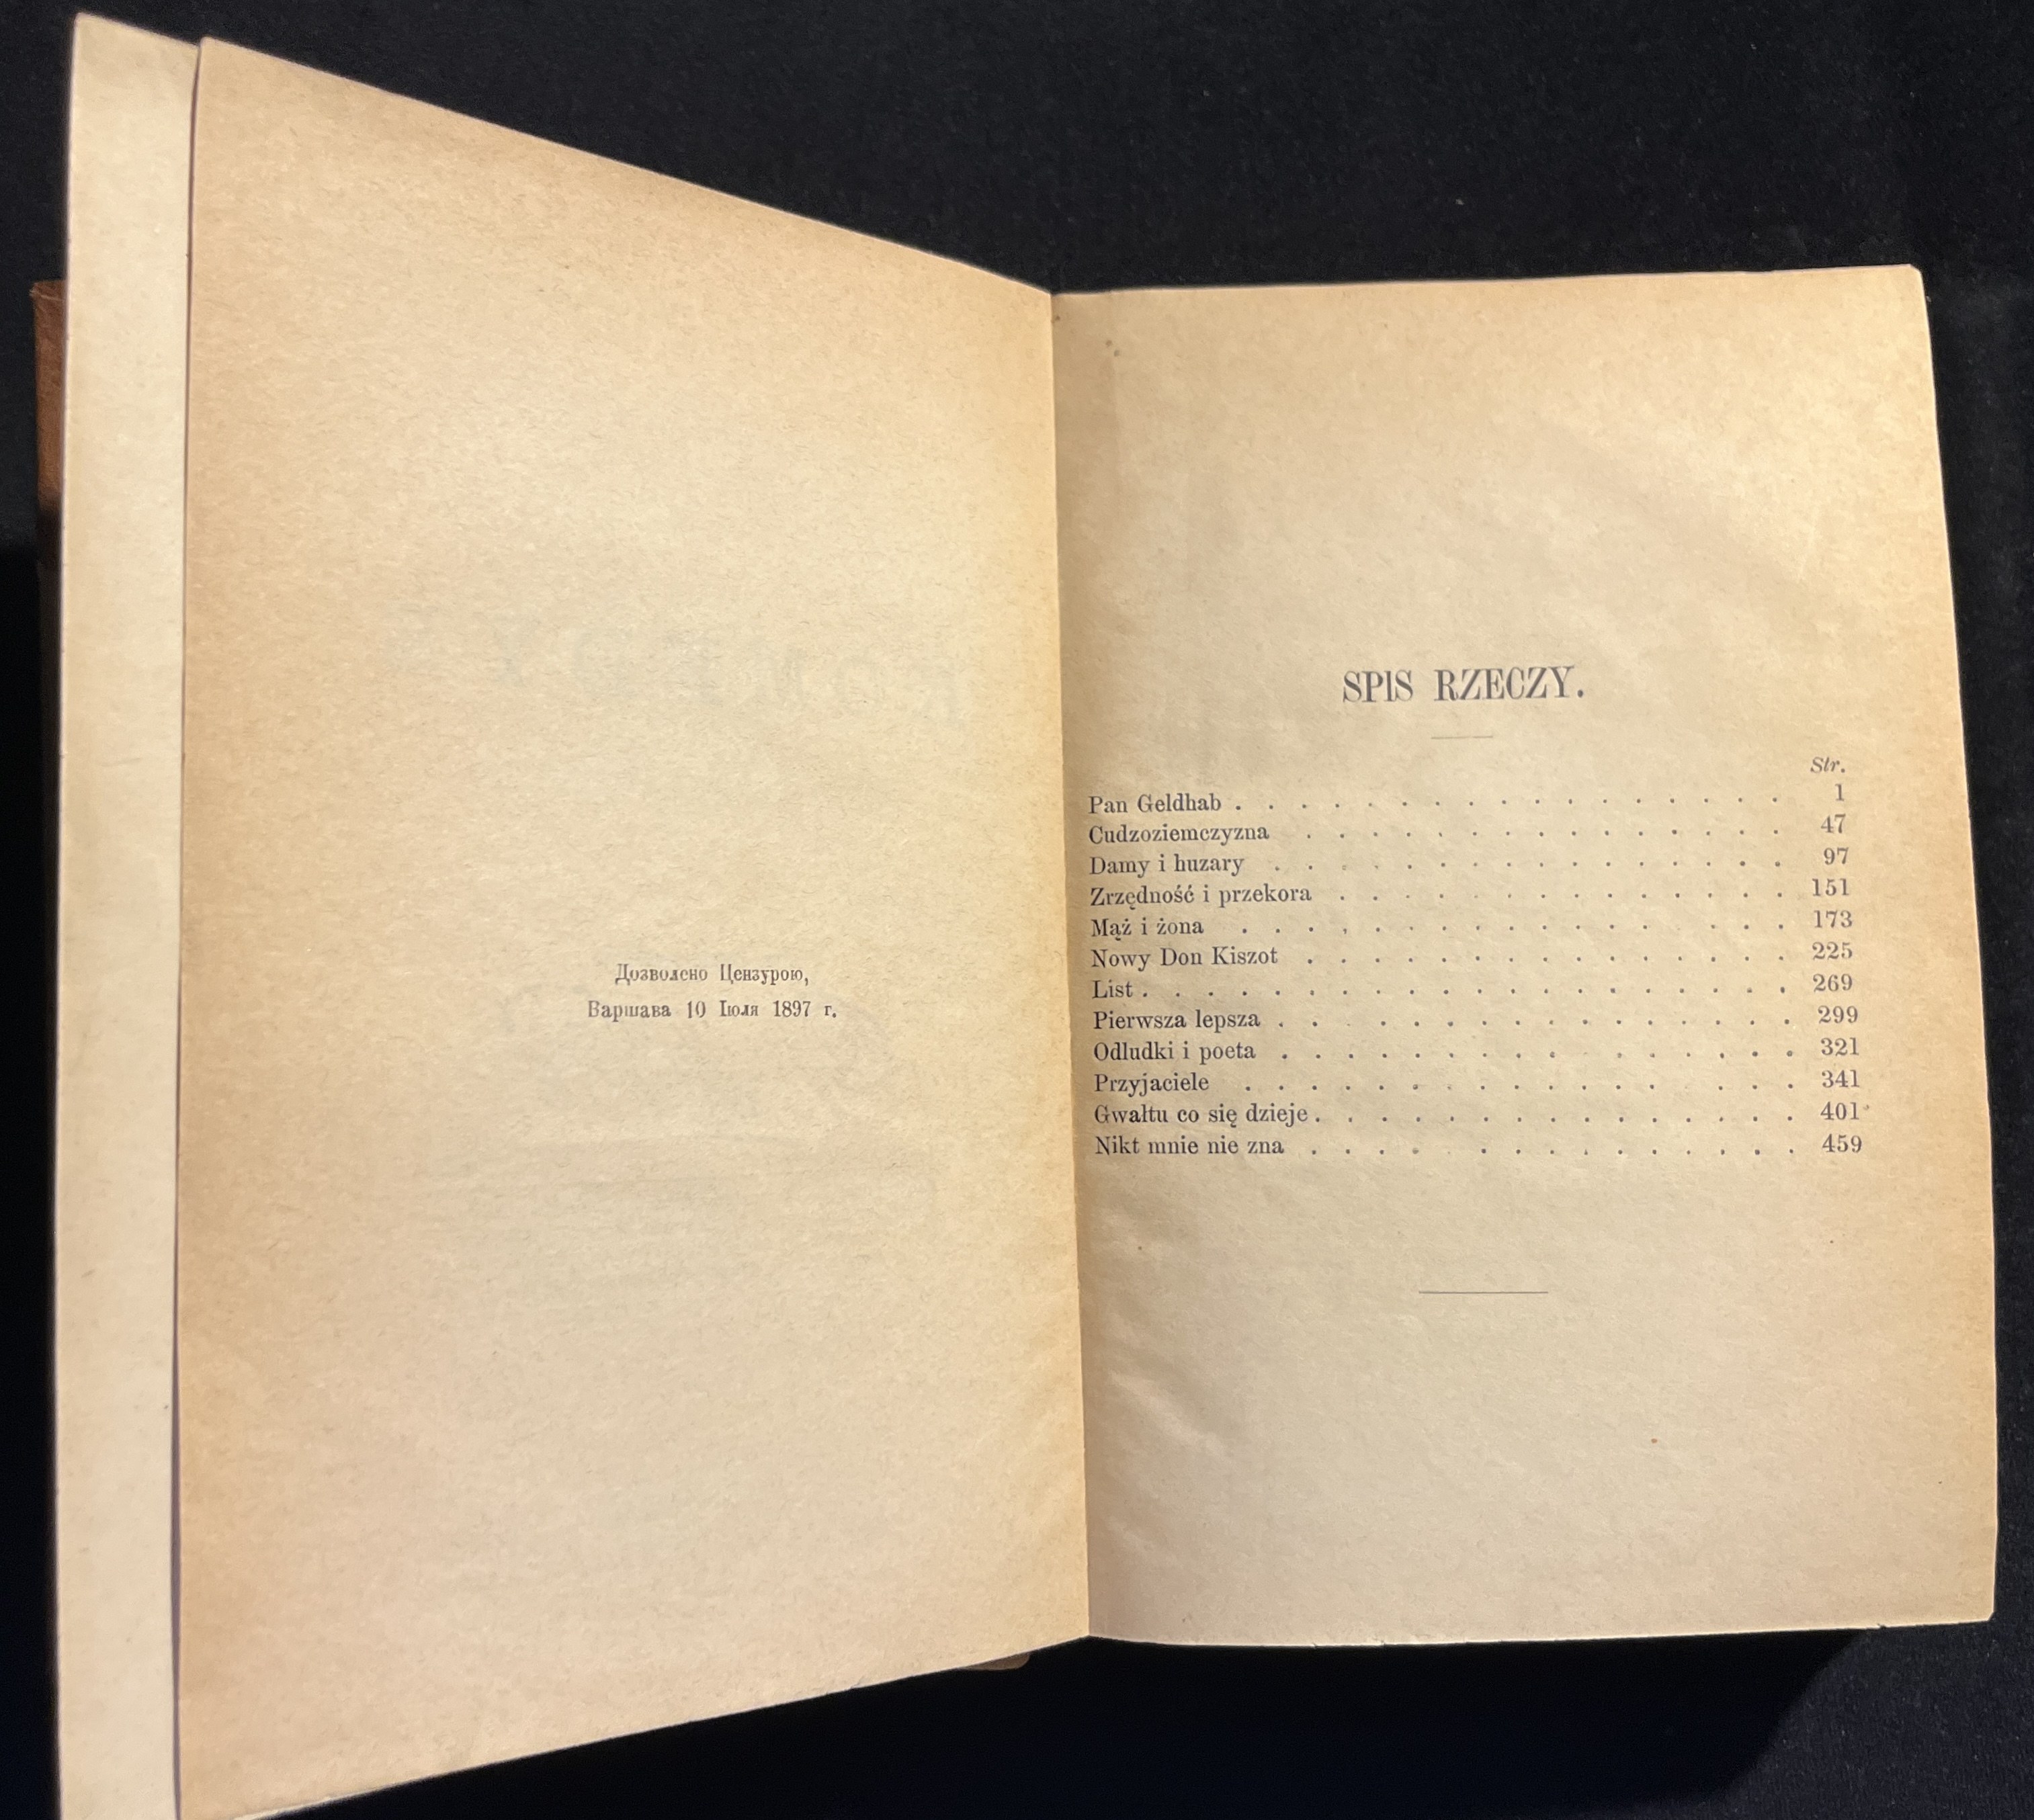 Дозволено Цензурою,
Варшава 10 Іюля 1897 г.
SPIS RZECZY.
Str.
Pan Geldhab . . . . . . . . . . . . . . . . . . 1
Cudzoziemczyzna . . . . . . . . . . . . . . . 47
Damy i huzary . . . . . . . . . . . . . . . . 97
Zrzędność i przekora . . . . . . . . . . . . . . 151
Mąż i żona . . . . . . . . . . . . . . . . 173
Nowy Don Kiszot . . . . . . . . . . . . . . . 225
List . . . . . . . . . . . . . . . . . . . . 269
Pierwsza lepsza . . . . . . . . . . . . . . . 299
Odludki i poeta . . . . . . . . . . . . . . . 321
Przyjaciele . . . . . . . . . . . . . . . . 341
Gwałtu co się dzieje . . . . . . . . . . . . . . . 401
Nikt mnie nie zna . . . . . . . . . . . . . . 459